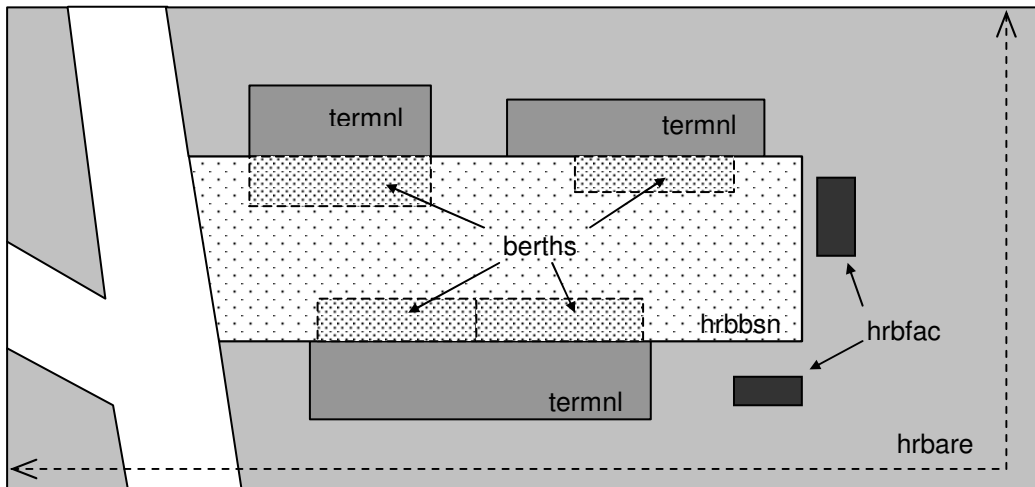 termnl
termnl
berths
hrbbsn
hrbfac
termnl
hrbare